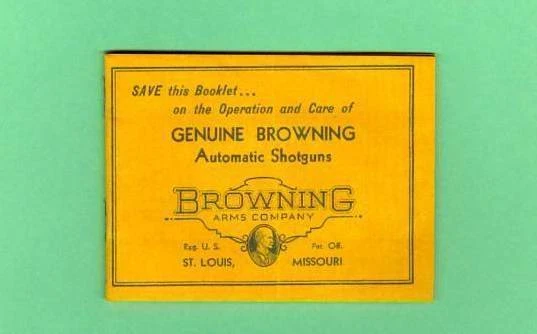 SAVE this Booklet...
on the Operation and Care of
GENUINE BROWNING
Automatic Shotguns
BROWNING
ARMS COMPANY
Reg. U. S. Pat. Off.
ST. LOUIS, MISSOURI